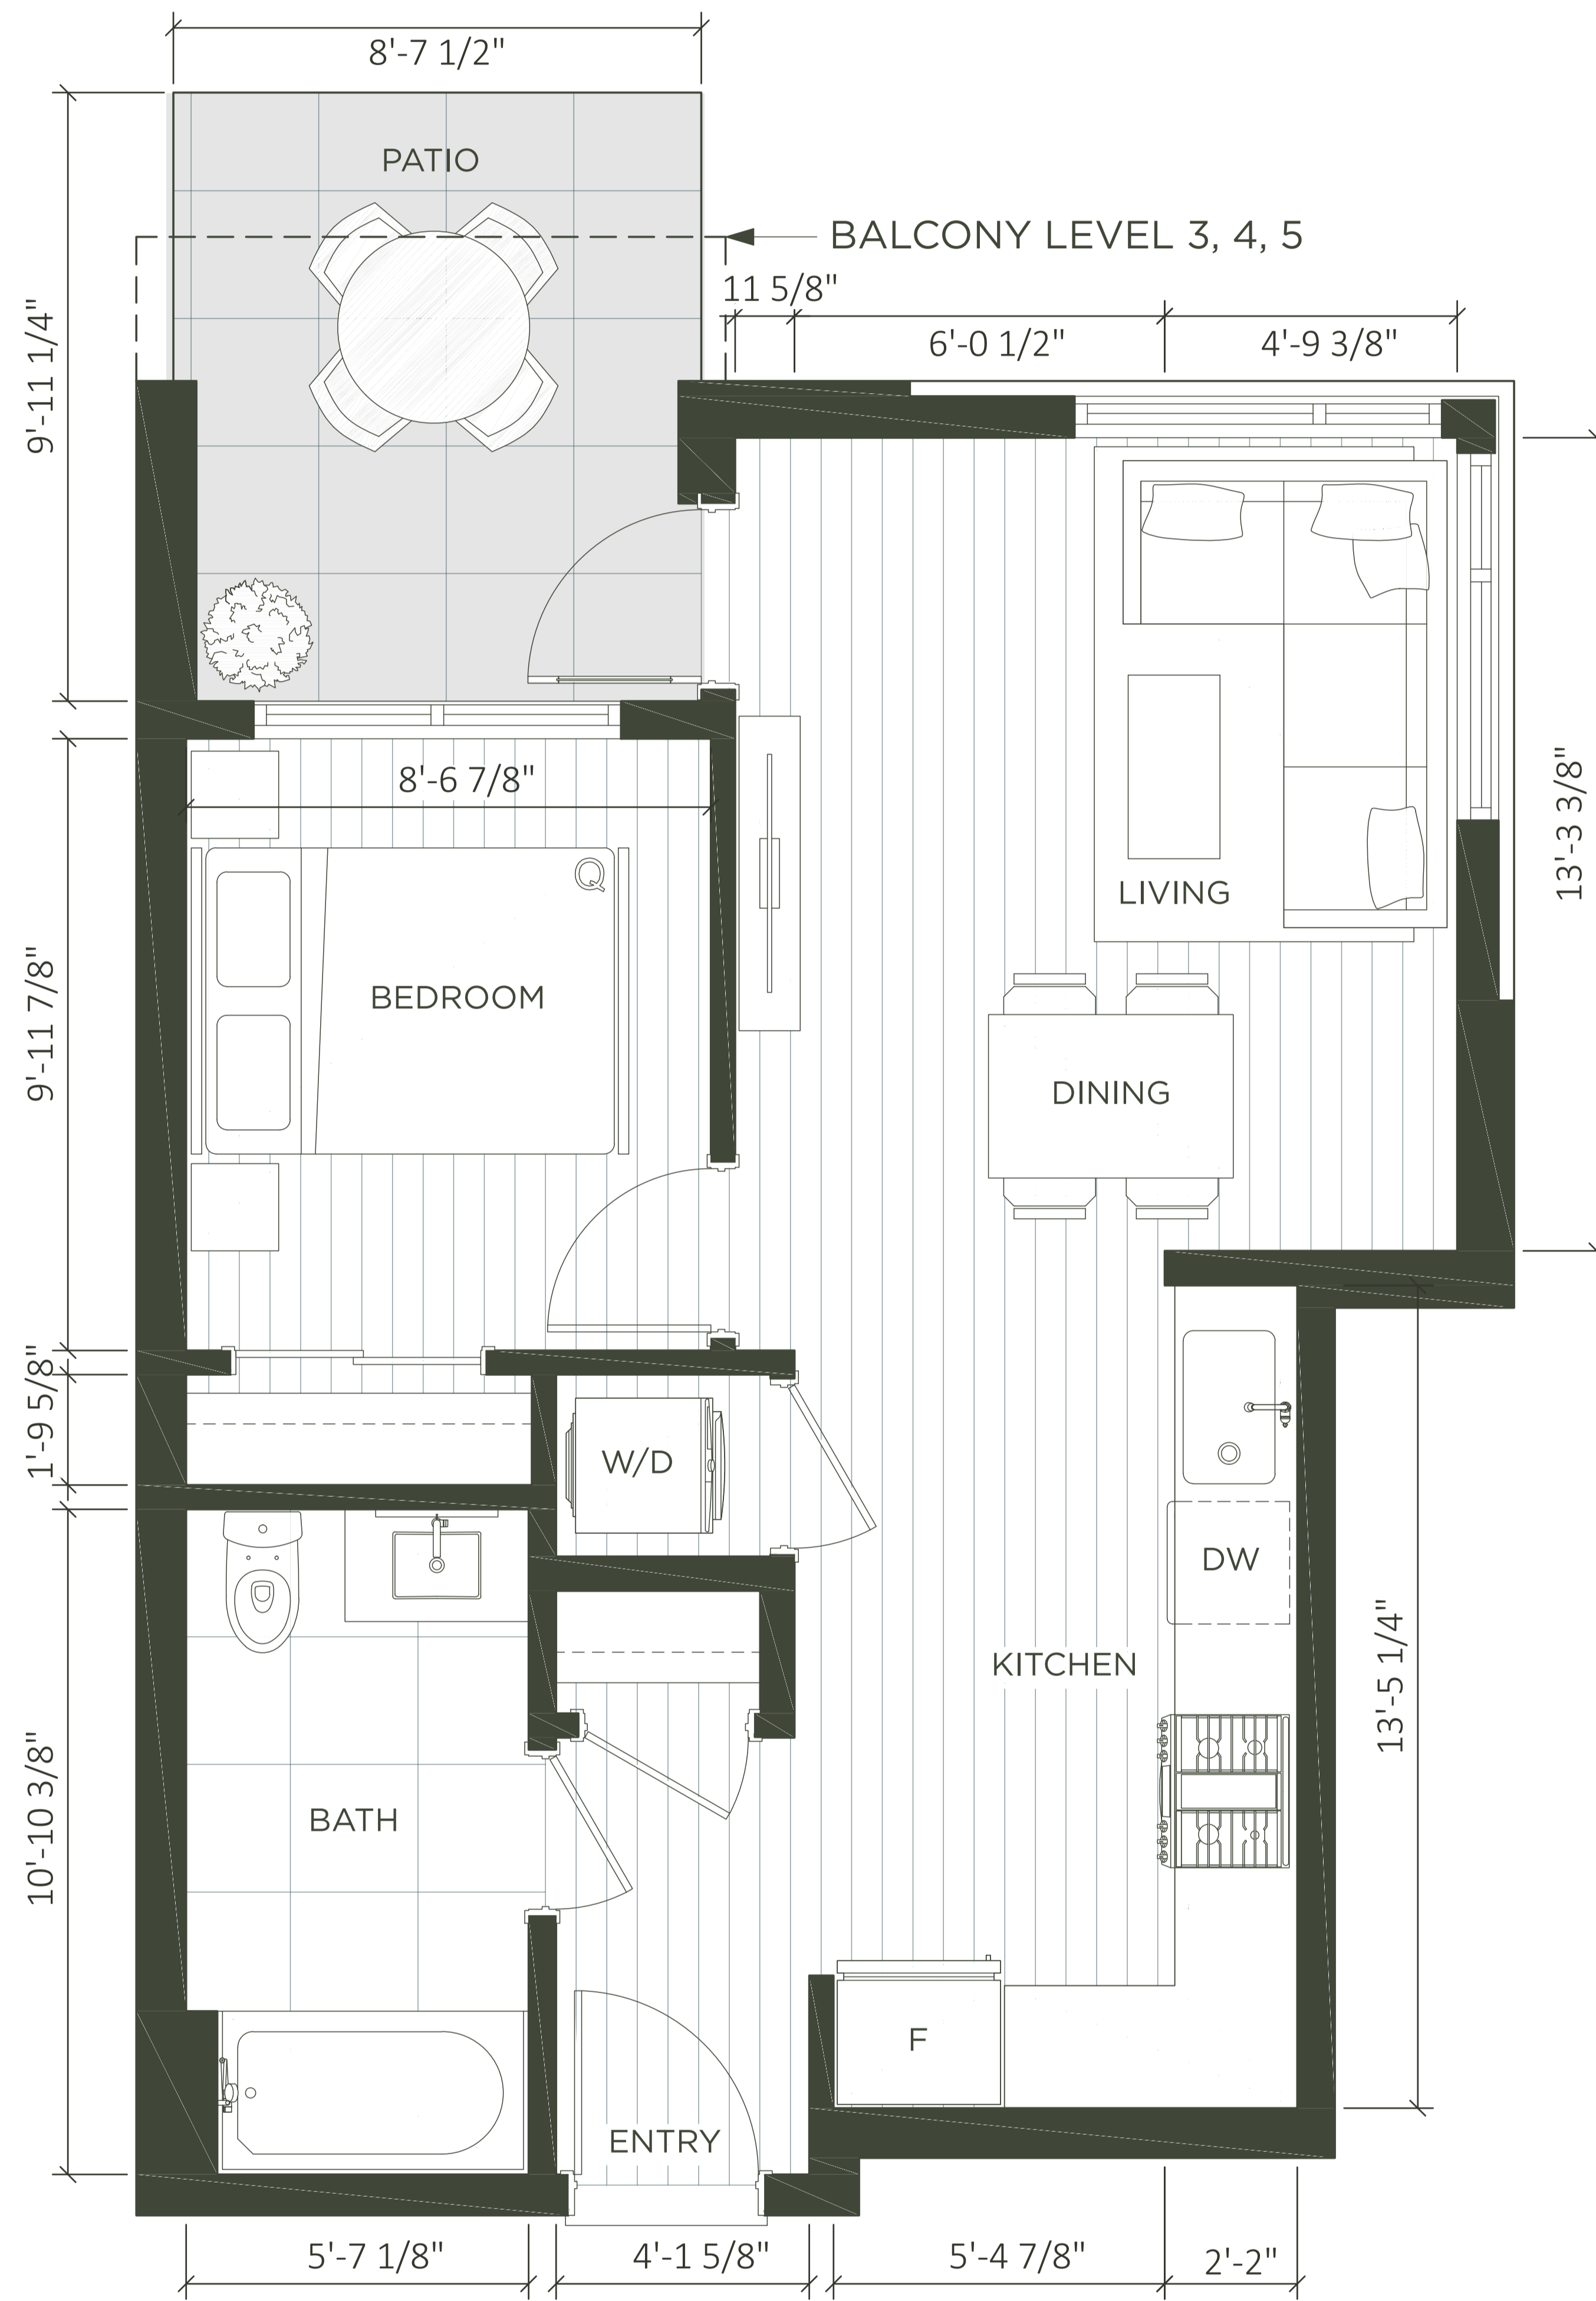 8'-7 1/2"
PATIO
BALCONY LEVEL 3, 4, 5
11 5/8"
6'-0 1/2"
4'-9 3/8"
9'-11 1/4"
8'-6 7/8"
Q
13'-3 3/8"
LIVING
BEDROOM
9'-11 7/8"
DINING
1'-9 5/8"
W/D
DW
KITCHEN
13'-5 1/4"
BATH
10'-10 3/8"
F
ENTRY
5'-7 1/8"
4'-1 5/8"
5'-4 7/8"
2'-2"